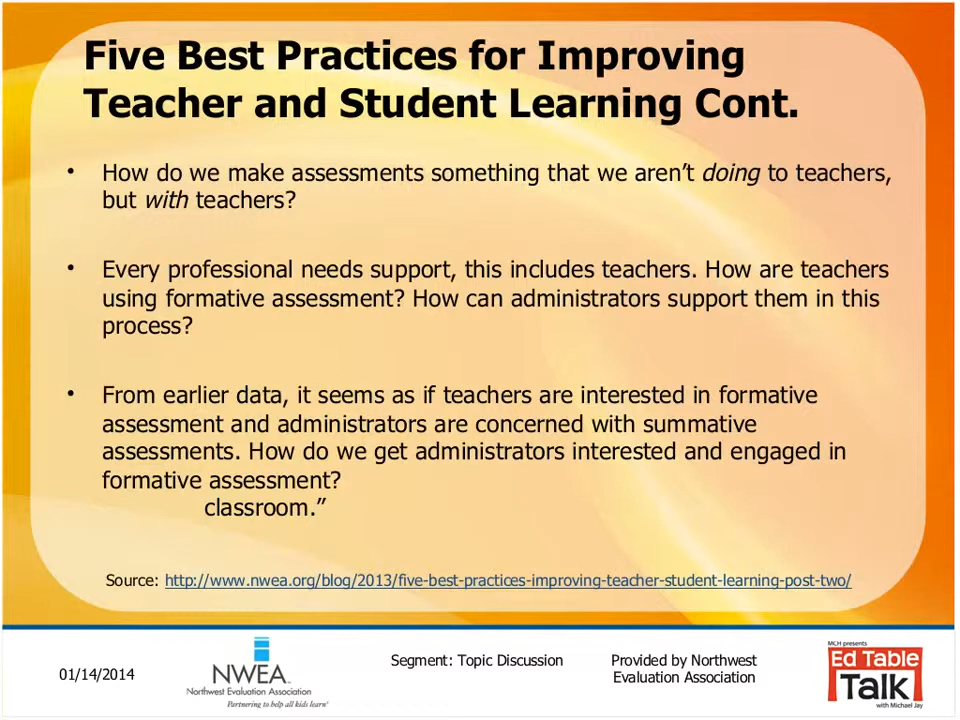 Five Best Practices for Improving
Teacher and Student Learning Cont.
• How do we make assessments something that we aren’t doing to teachers,
but with teachers?
• Every professional needs support, this includes teachers. How are teachers
using formative assessment? How can administrators support them in this
process?
• From earlier data, it seems as if teachers are interested in formative
assessment and administrators are concerned with summative
assessments. How do we get administrators interested and engaged in
formative assessment?
classroom.”
Source: http://www.nwea.org/blog/2013/five-best-practices-improving-teacher-student-learning-post-two/
01/14/2014
NWEA
Northwest Evaluation Association
Partnering to help all kids learn®
Segment: Topic Discussion
Provided by Northwest
Evaluation Association
MCH presents
Ed Table
Talk
with Michael Jay